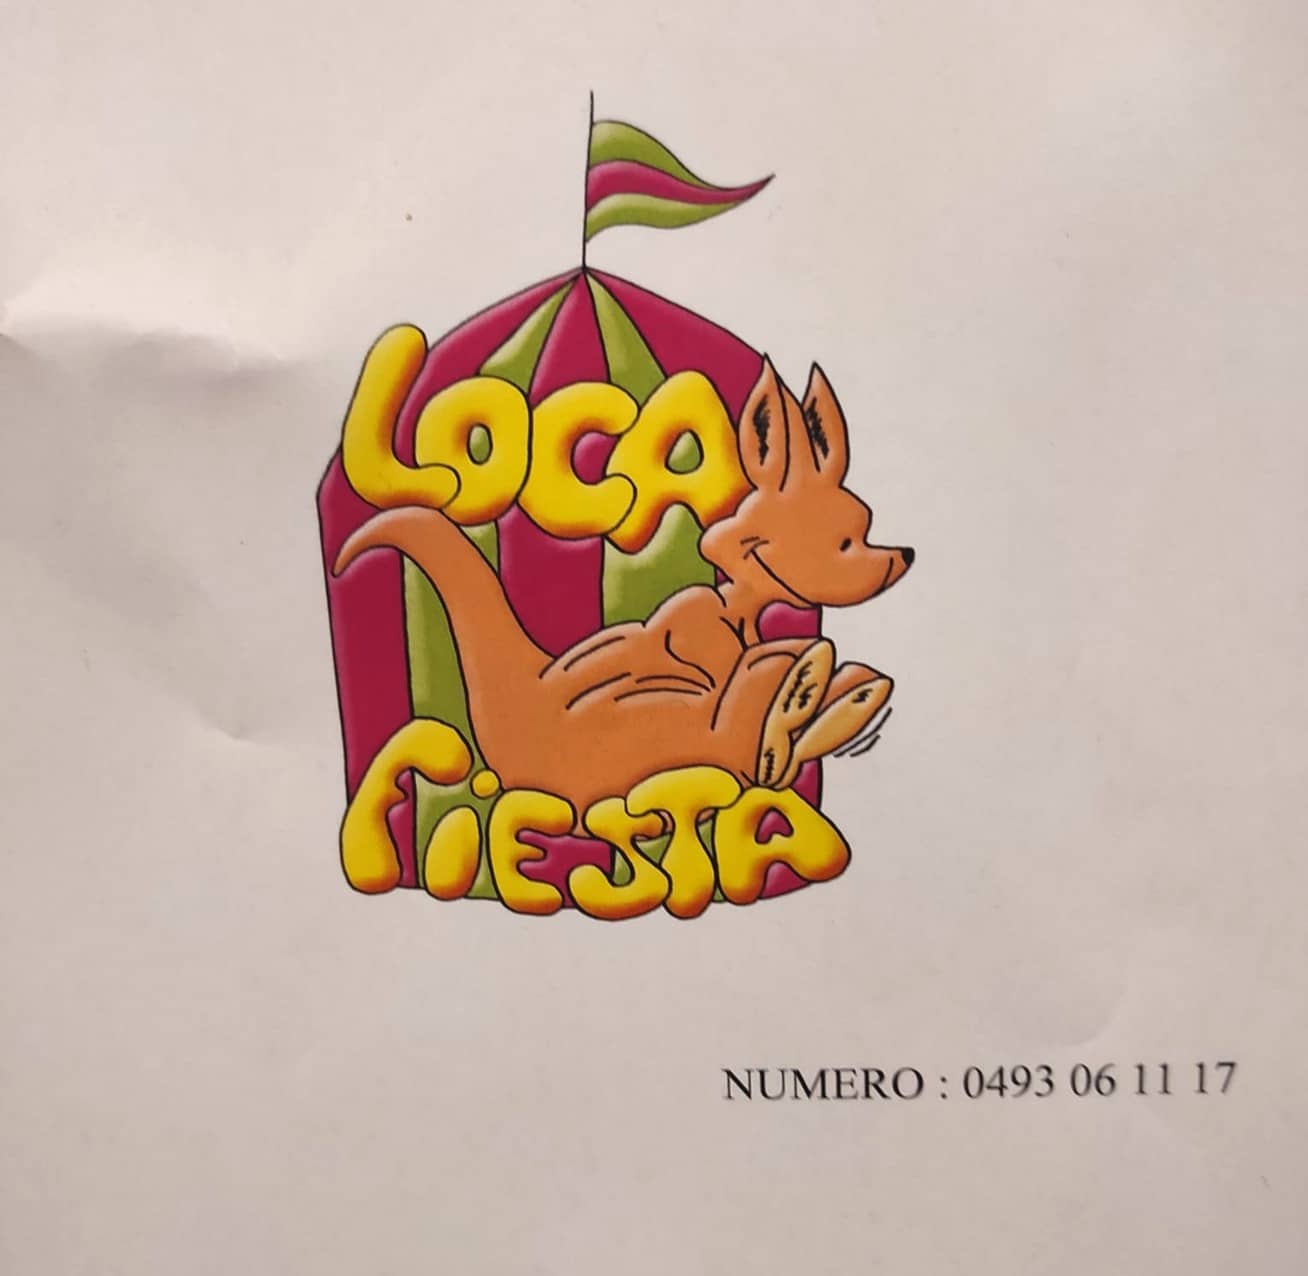 LOCA
FIESTA
NUMERO : 0493 06 11 17